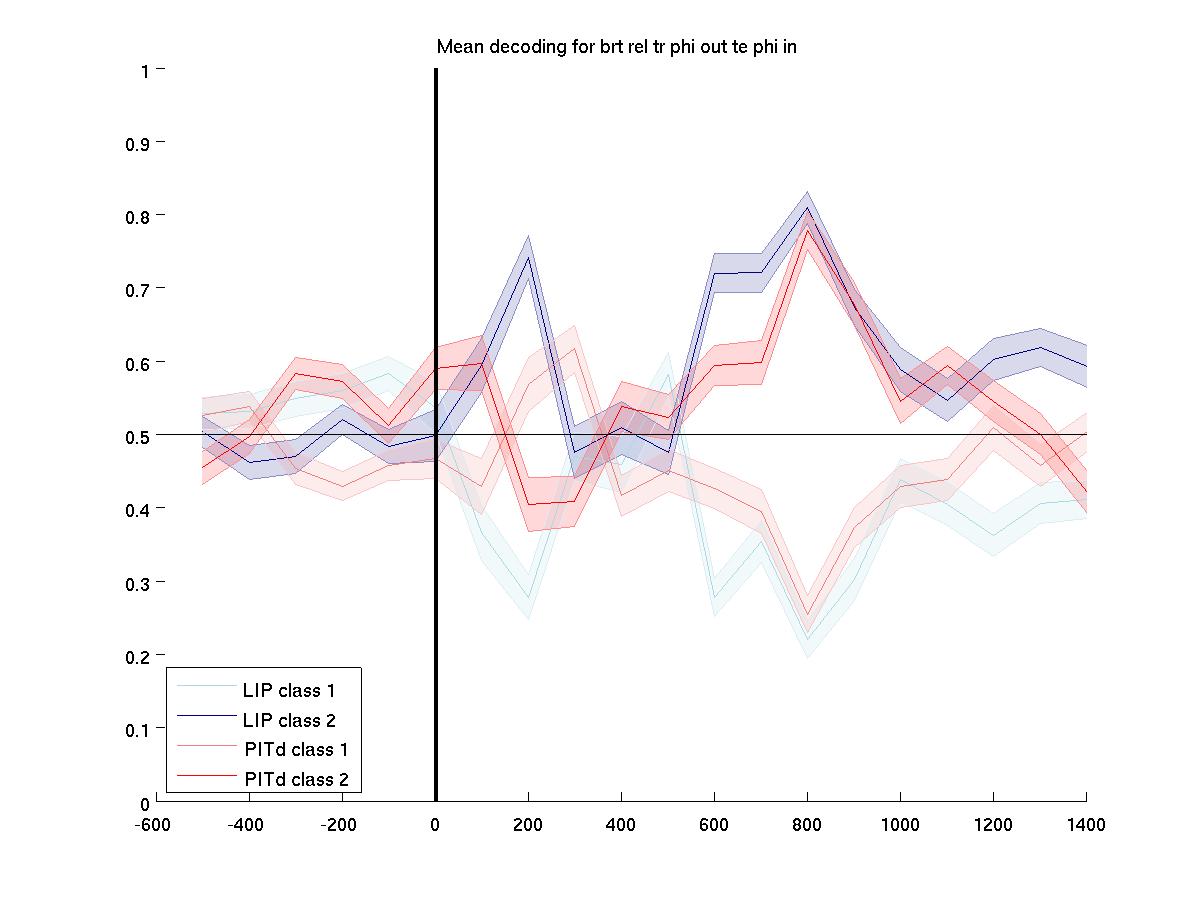 Mean decoding for brt rel tr phi out te phi in
1
0.9
0.8
0.7
0.6
0.5
0.4
0.3
0.2
0.1
0
LIP class 1
LIP class 2
PITd class 1
PITd class 2
-600 -400 -200 0 200 400 600 800 1000 1200 1400